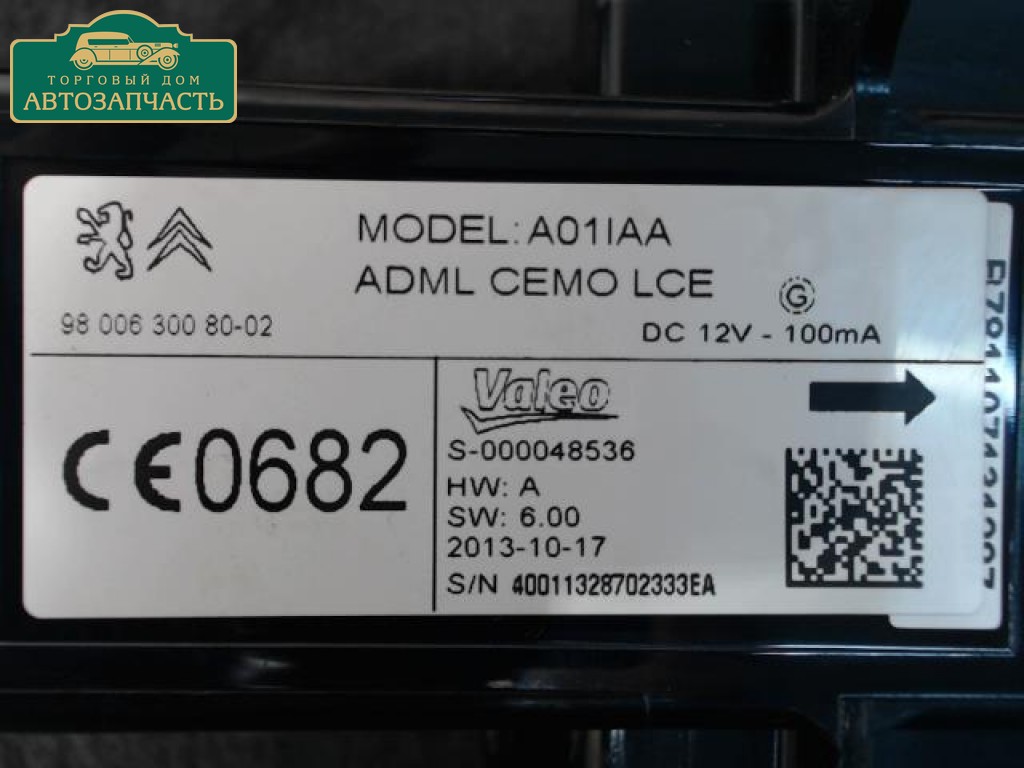 ТОРГОВЫЙ ДОМ
АВТОЗАПЧАСТЬ
MODEL: A01IAA
ADML CEMO LCE
G
98 006 300 80-02
DC 12V - 100mA
CE0682
Valeo
S-000048536
HW: A
SW: 6.00
2013-10-17
S/N 40011328702333EA